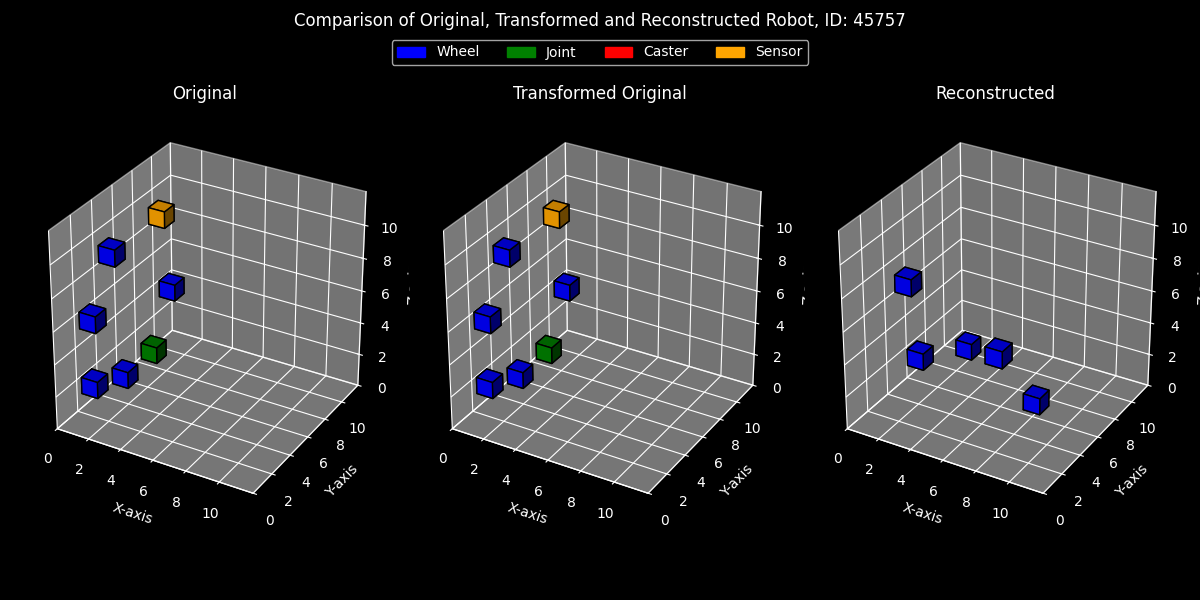 Comparison of Original, Transformed and Reconstructed Robot, ID: 45757
Wheel Joint Caster Sensor
Original Transformed Original Reconstructed
10 10 10
8 8 8
6 6 6
4 4 4
2 2 2
0 0 0
0 2 4 6 8 10
X-axis
0 2 4 6 8 10
Y-axis
0 2 4 6 8 10
X-axis
0 2 4 6 8 10
Y-axis
0 2 4 6 8 10
X-axis
0 2 4 6 8 10
Y-axis